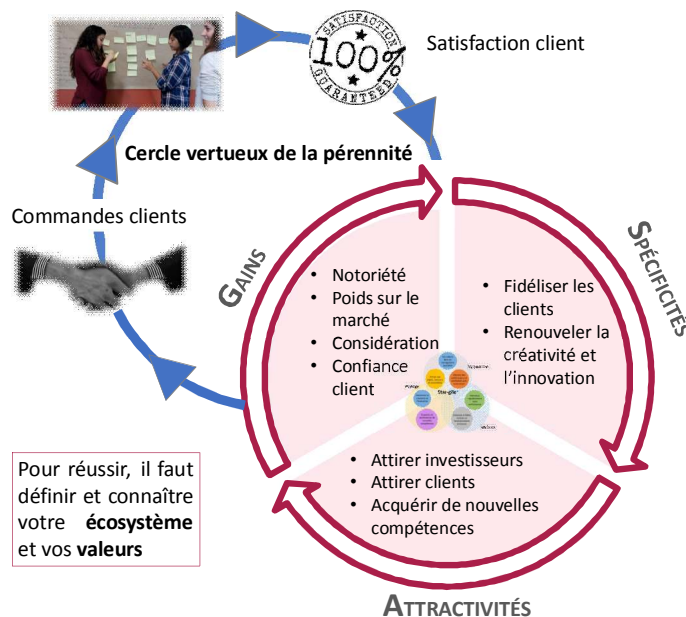 SATISFACTION
100%
GUARANTEED
Satisfaction client
Cercle vertueux de la pérennité
Commandes clients
GAINS
SPÉCIFICITÉS
• Notoriété
• Poids sur le
marché
• Considération
• Confiance
client
• Fidéliser les
clients
• Renouveler la
créativité et
l’innovation
• Attirer investisseurs
• Attirer clients
• Acquérir de nouvelles
compétences
Pour réussir, il faut
définir et connaître
votre écosystème
et vos valeurs
ATTRACTIVITÉS